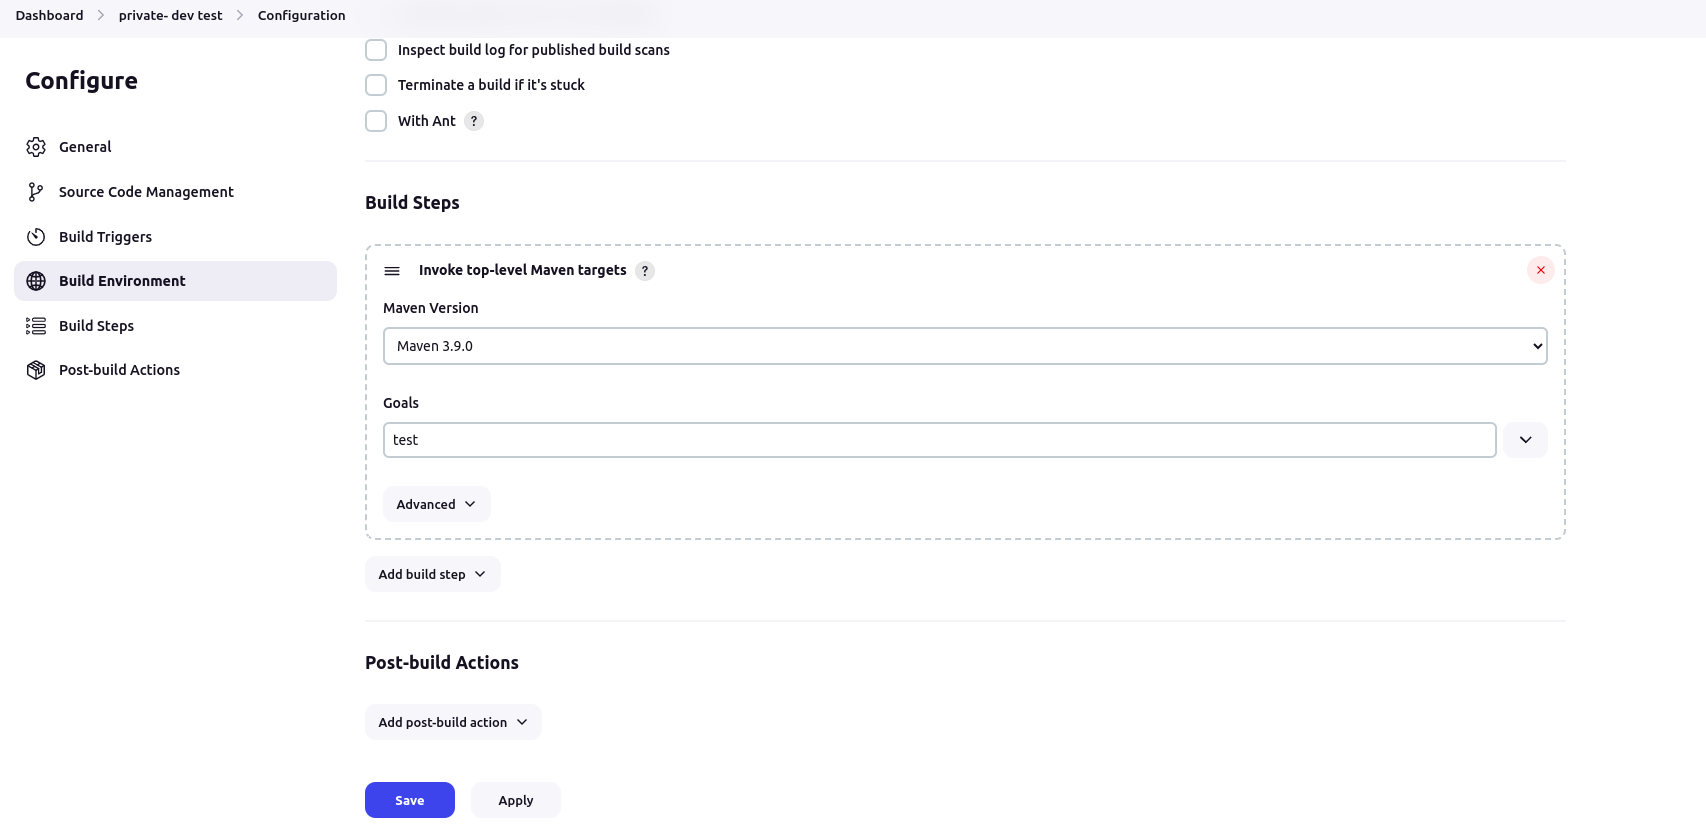 Dashboard > private- dev test > Configuration
Configure
General
Source Code Management
Build Triggers
Build Environment
Build Steps
Post-build Actions
Inspect build log for published build scans
Terminate a build if it's stuck
With Ant ?
Build Steps
Invoke top-level Maven targets ?
Maven Version
Maven 3.9.0
Goals
test
Advanced
Add build step
Post-build Actions
Add post-build action
Save Apply